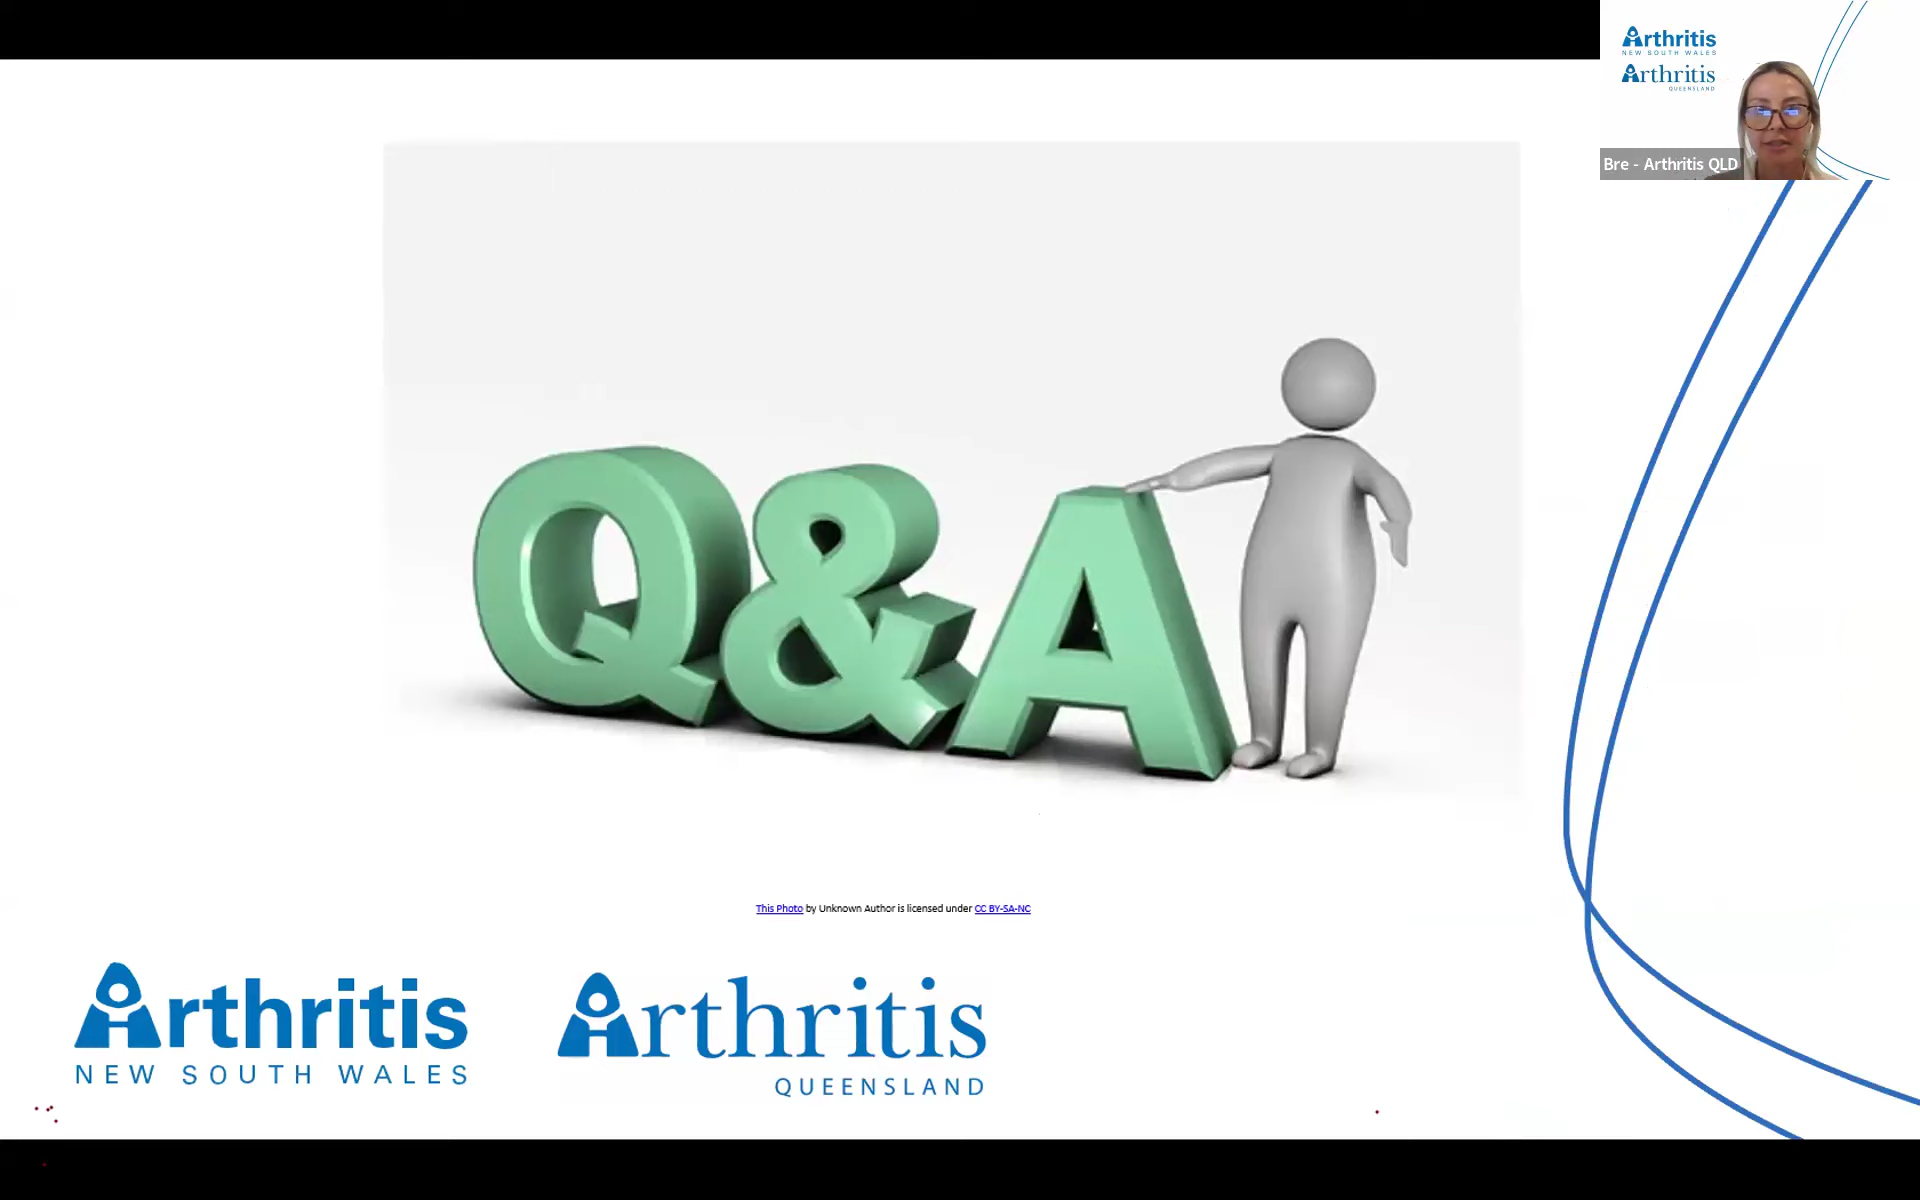 Arthritis
NEW SOUTH WALES
Arthritis
QUEENSLAND
Bre - Arthritis QLD
Q&A
This Photo by Unknown Author is licensed under CC BY-SA-NC
Arthritis
NEW SOUTH WALES
Arthritis
QUEENSLAND